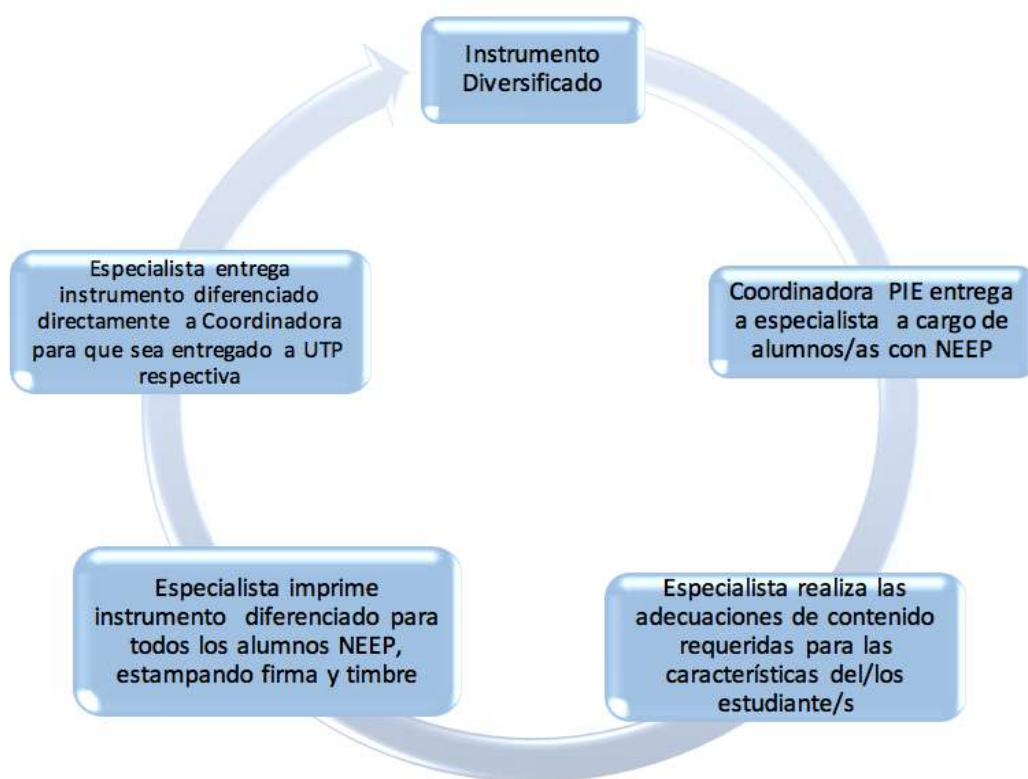 Instrumento
Diversificado
Coordinadora PIE entrega
a especialista a cargo de
alumnos/as con NEEP
Especialista realiza las
adecuaciones de contenido
requeridas para las
características del/los
estudiante/s
Especialista imprime
instrumento diferenciado para
todos los alumnos NEEP,
estampando firma y timbre
Especialista entrega
instrumento diferenciado
directamente a Coordinadora
para que sea entregado a UTP
respectiva